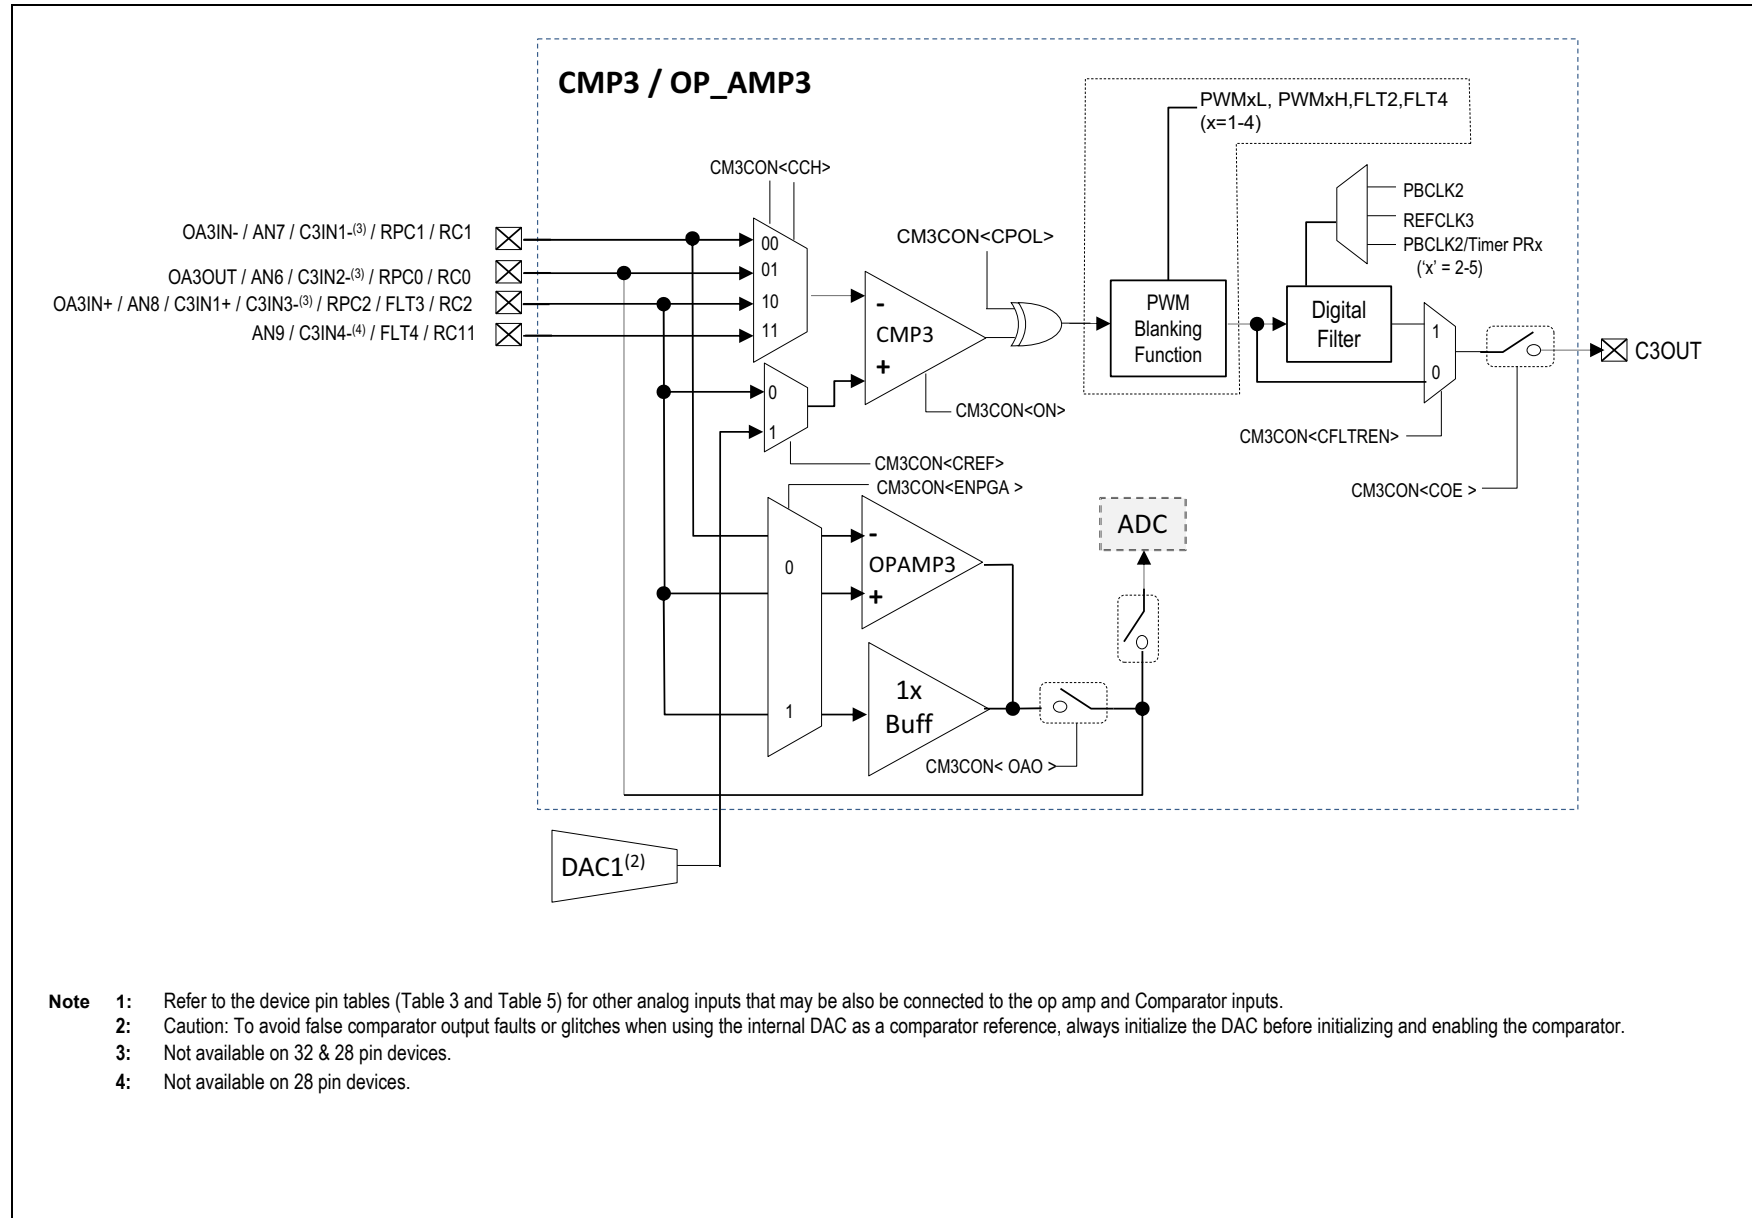 CMP3 / OP_AMP3
PWMxL, PWMxH,FLT2,FLT4
(x=1-4)
CM3CON<CCH>
PBCLK2
REFCLK3
PBCLK2/Timer PRx
('x' = 2-5)
OA3IN- / AN7 / C3IN1-(3) / RPC1 / RC1
OA3OUT / AN6 / C3IN2-(3) / RPC0 / RC0
OA3IN+ / AN8 / C3IN1+ / C3IN3-(3) / RPC2 / FLT3 / RC2
AN9 / C3IN4-(4) / FLT4 / RC11
00
01
10
11
CM3CON<CPOL>
-
CMP3
+
PWM
Blanking
Function
Digital
Filter
1
0
C3OUT
0
1
CM3CON<ON>
CM3CON<CFLTREN>
CM3CON<CREF>
CM3CON<ENPGA >
CM3CON<COE >
ADC
0
-
OPAMP3
+
1
1x
Buff
CM3CON< OAO >
DAC1(2)
Note 1: Refer to the device pin tables (Table 3 and Table 5) for other analog inputs that may be also be connected to the op amp and Comparator inputs.
2: Caution: To avoid false comparator output faults or glitches when using the internal DAC as a comparator reference, always initialize the DAC before initializing and enabling the comparator.
3: Not available on 32 & 28 pin devices.
4: Not available on 28 pin devices.